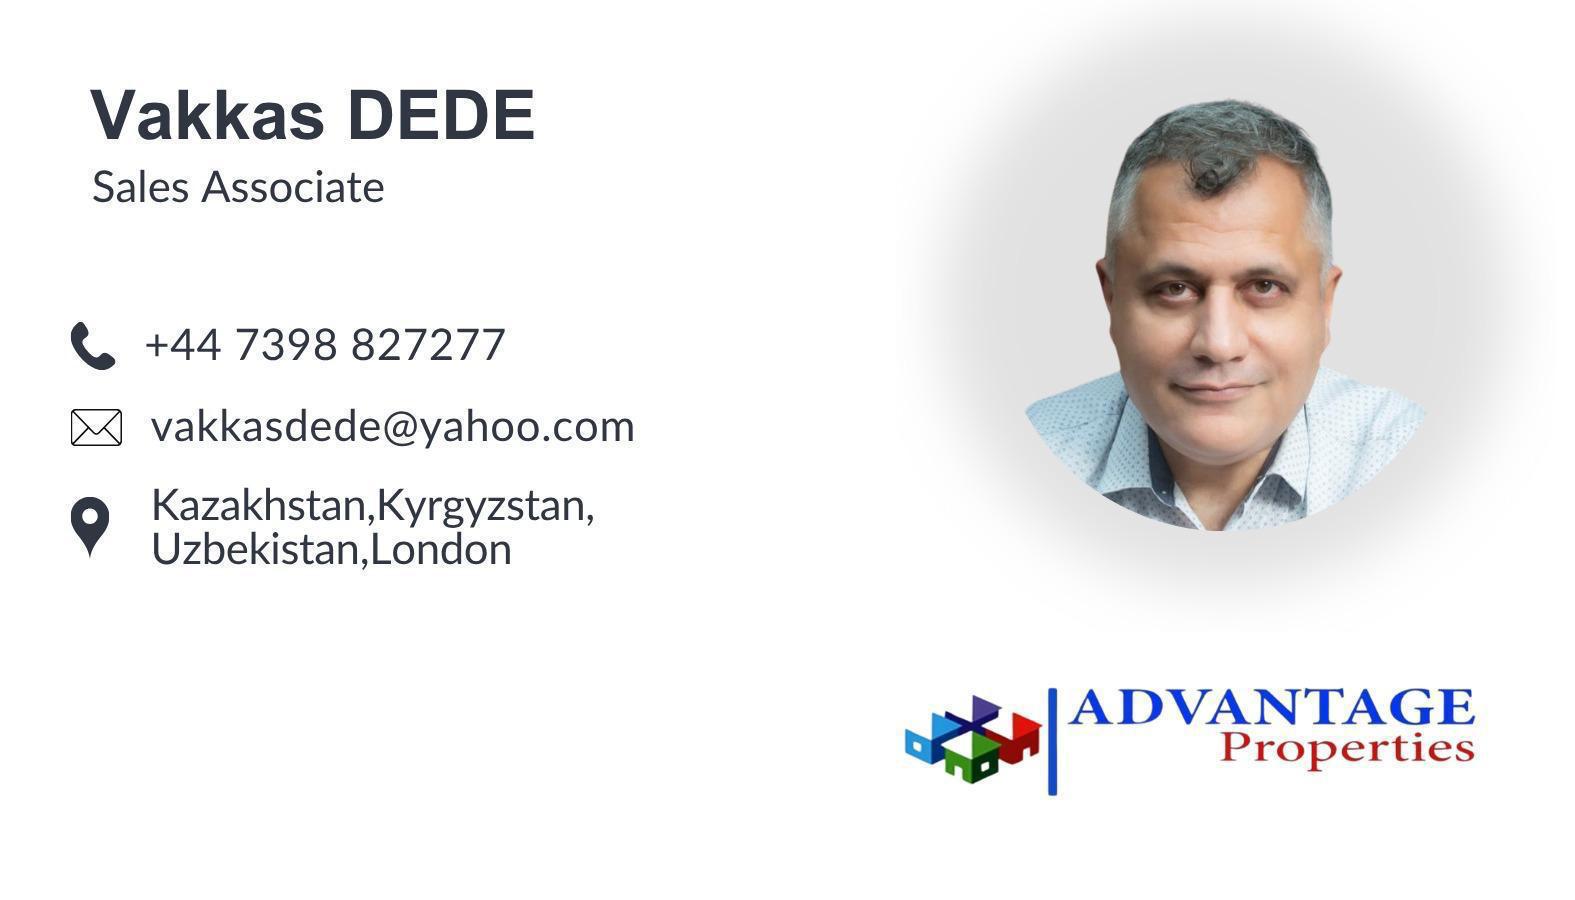 Vakkas DEDE
Sales Associate
+44 7398 827277
vakkasdede@yahoo.com
Kazakhstan,Kyrgyzstan,
Uzbekistan,London
ADVANTAGE
Properties